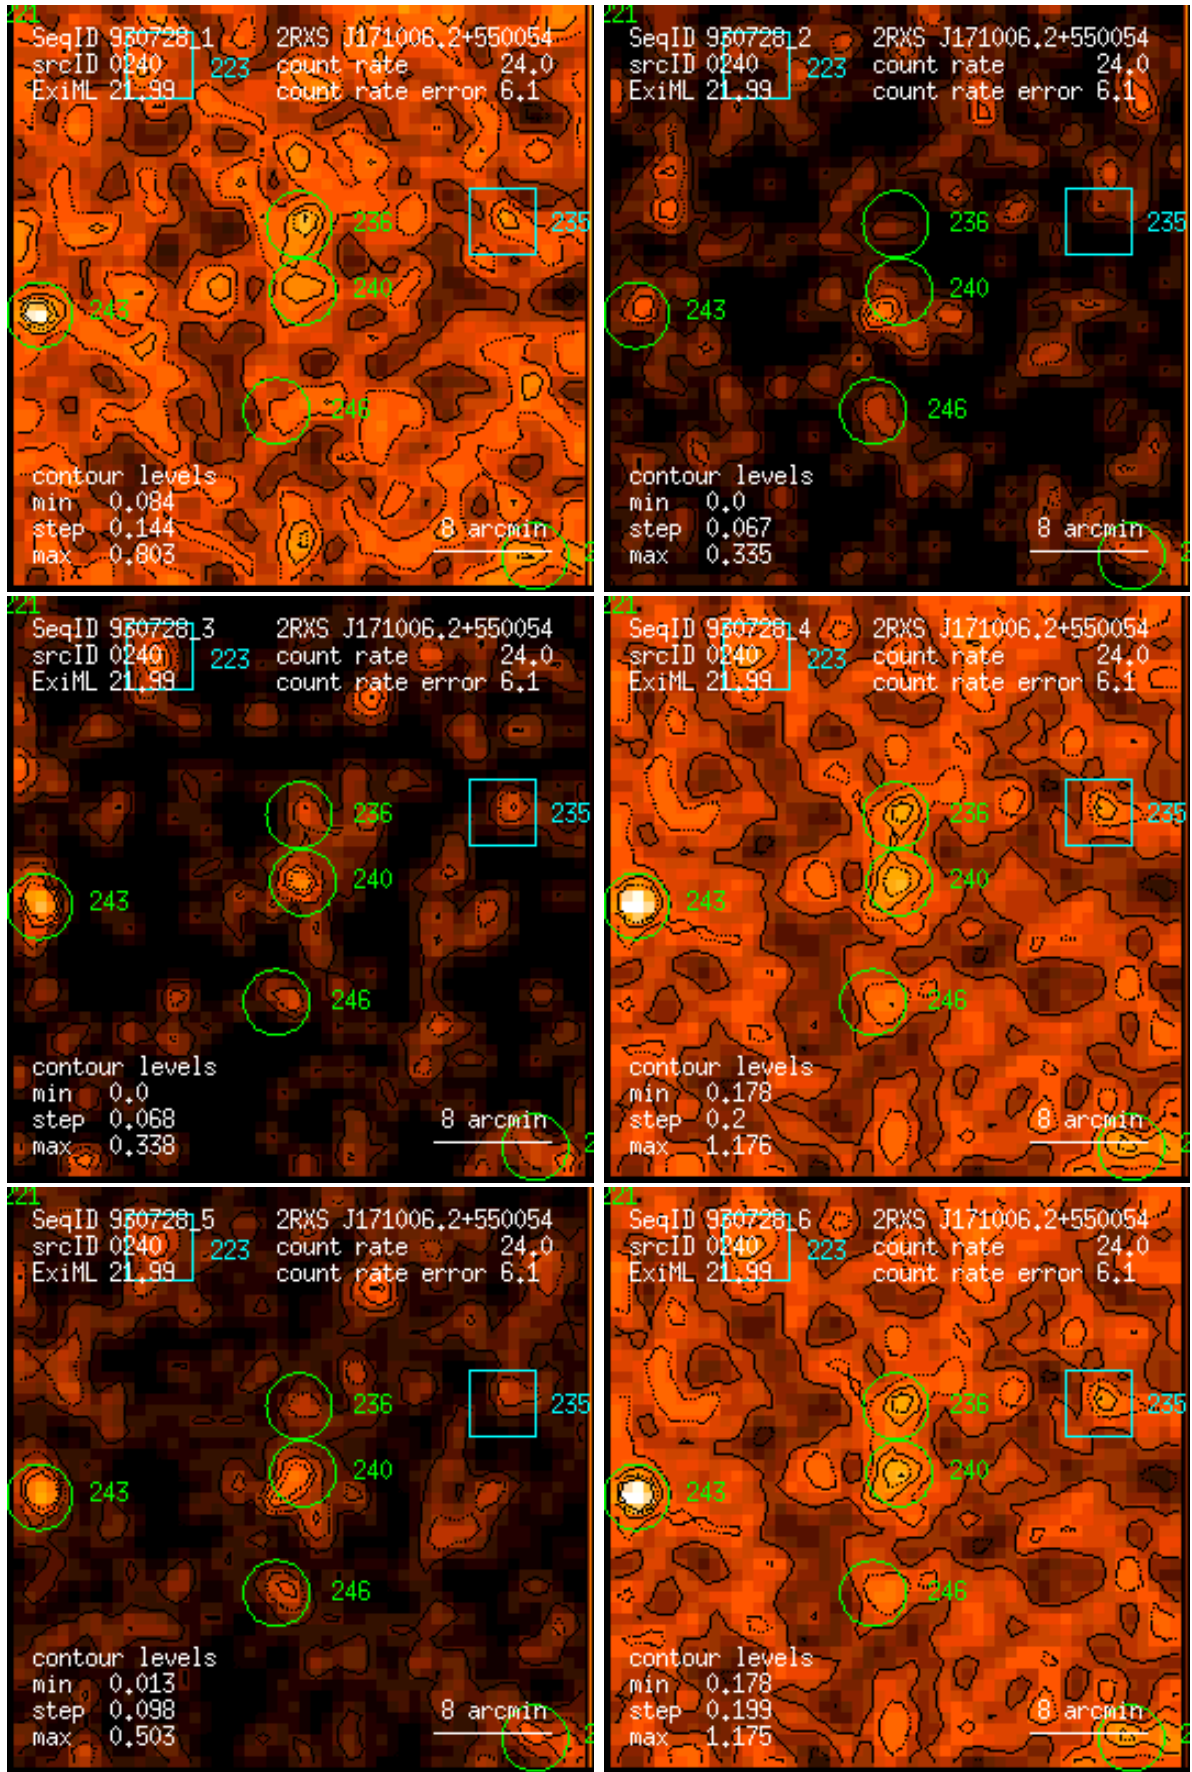 221
SeqID 930728_1 2RXS J171006.2+550054
srcID 0240 223 count rate 24.0
ExiML 21.99 count rate error 6.1
236
235
240
243
246
contour levels
min 0.084
step 0.144 8 arcmin
max 0.803
2
221
SeqID 930728_2 2RXS J171006.2+550054
srcID 0240 223 count rate 24.0
ExiML 21.99 count rate error 6.1
236
235
240
243
246
contour levels
min 0.0
step 0.067 8 arcmin
max 0.335
2
221
SeqID 930728_3 2RXS J171006.2+550054
srcID 0240 223 count rate 24.0
ExiML 21.99 count rate error 6.1
236
235
240
243
246
contour levels
min 0.0
step 0.068 8 arcmin
max 0.338
2
221
SeqID 930728_4 2RXS J171006.2+550054
srcID 0240 223 count rate 24.0
ExiML 21.99 count rate error 6.1
236
235
240
243
246
contour levels
min 0.178
step 0.2 8 arcmin
max 1.176
2
221
SeqID 930728_5 2RXS J171006.2+550054
srcID 0240 223 count rate 24.0
ExiML 21.99 count rate error 6.1
236
235
240
243
246
contour levels
min 0.013
step 0.098 8 arcmin
max 0.503
2
221
SeqID 930728_6 2RXS J171006.2+550054
srcID 0240 223 count rate 24.0
ExiML 21.99 count rate error 6.1
236
235
240
243
246
contour levels
min 0.178
step 0.199 8 arcmin
max 1.175
2